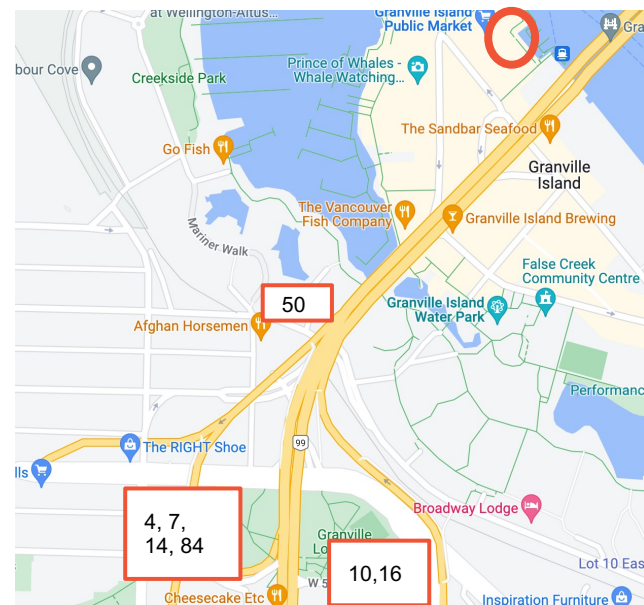 at Wellington-Altus...
Granville Island
Public Market
Gra
bour Cove
Creekside Park
Prince of Whales -
Whale Watching...
The Sandbar Seafood
Go Fish
Granville
Island
The Vancouver
Fish Company
Granville Island Brewing
Mariner Walk
False Creek
Community Centre
50
Granville Island
Water Park
Afghan Horsemen
Performanc
99
The RIGHT Shoe
lls
4, 7,
14, 84
Broadway Lodge
Granville
Lo
10,16
Lot 10 Eas
W 5
Cheesecake Etc
Inspiration Furniture